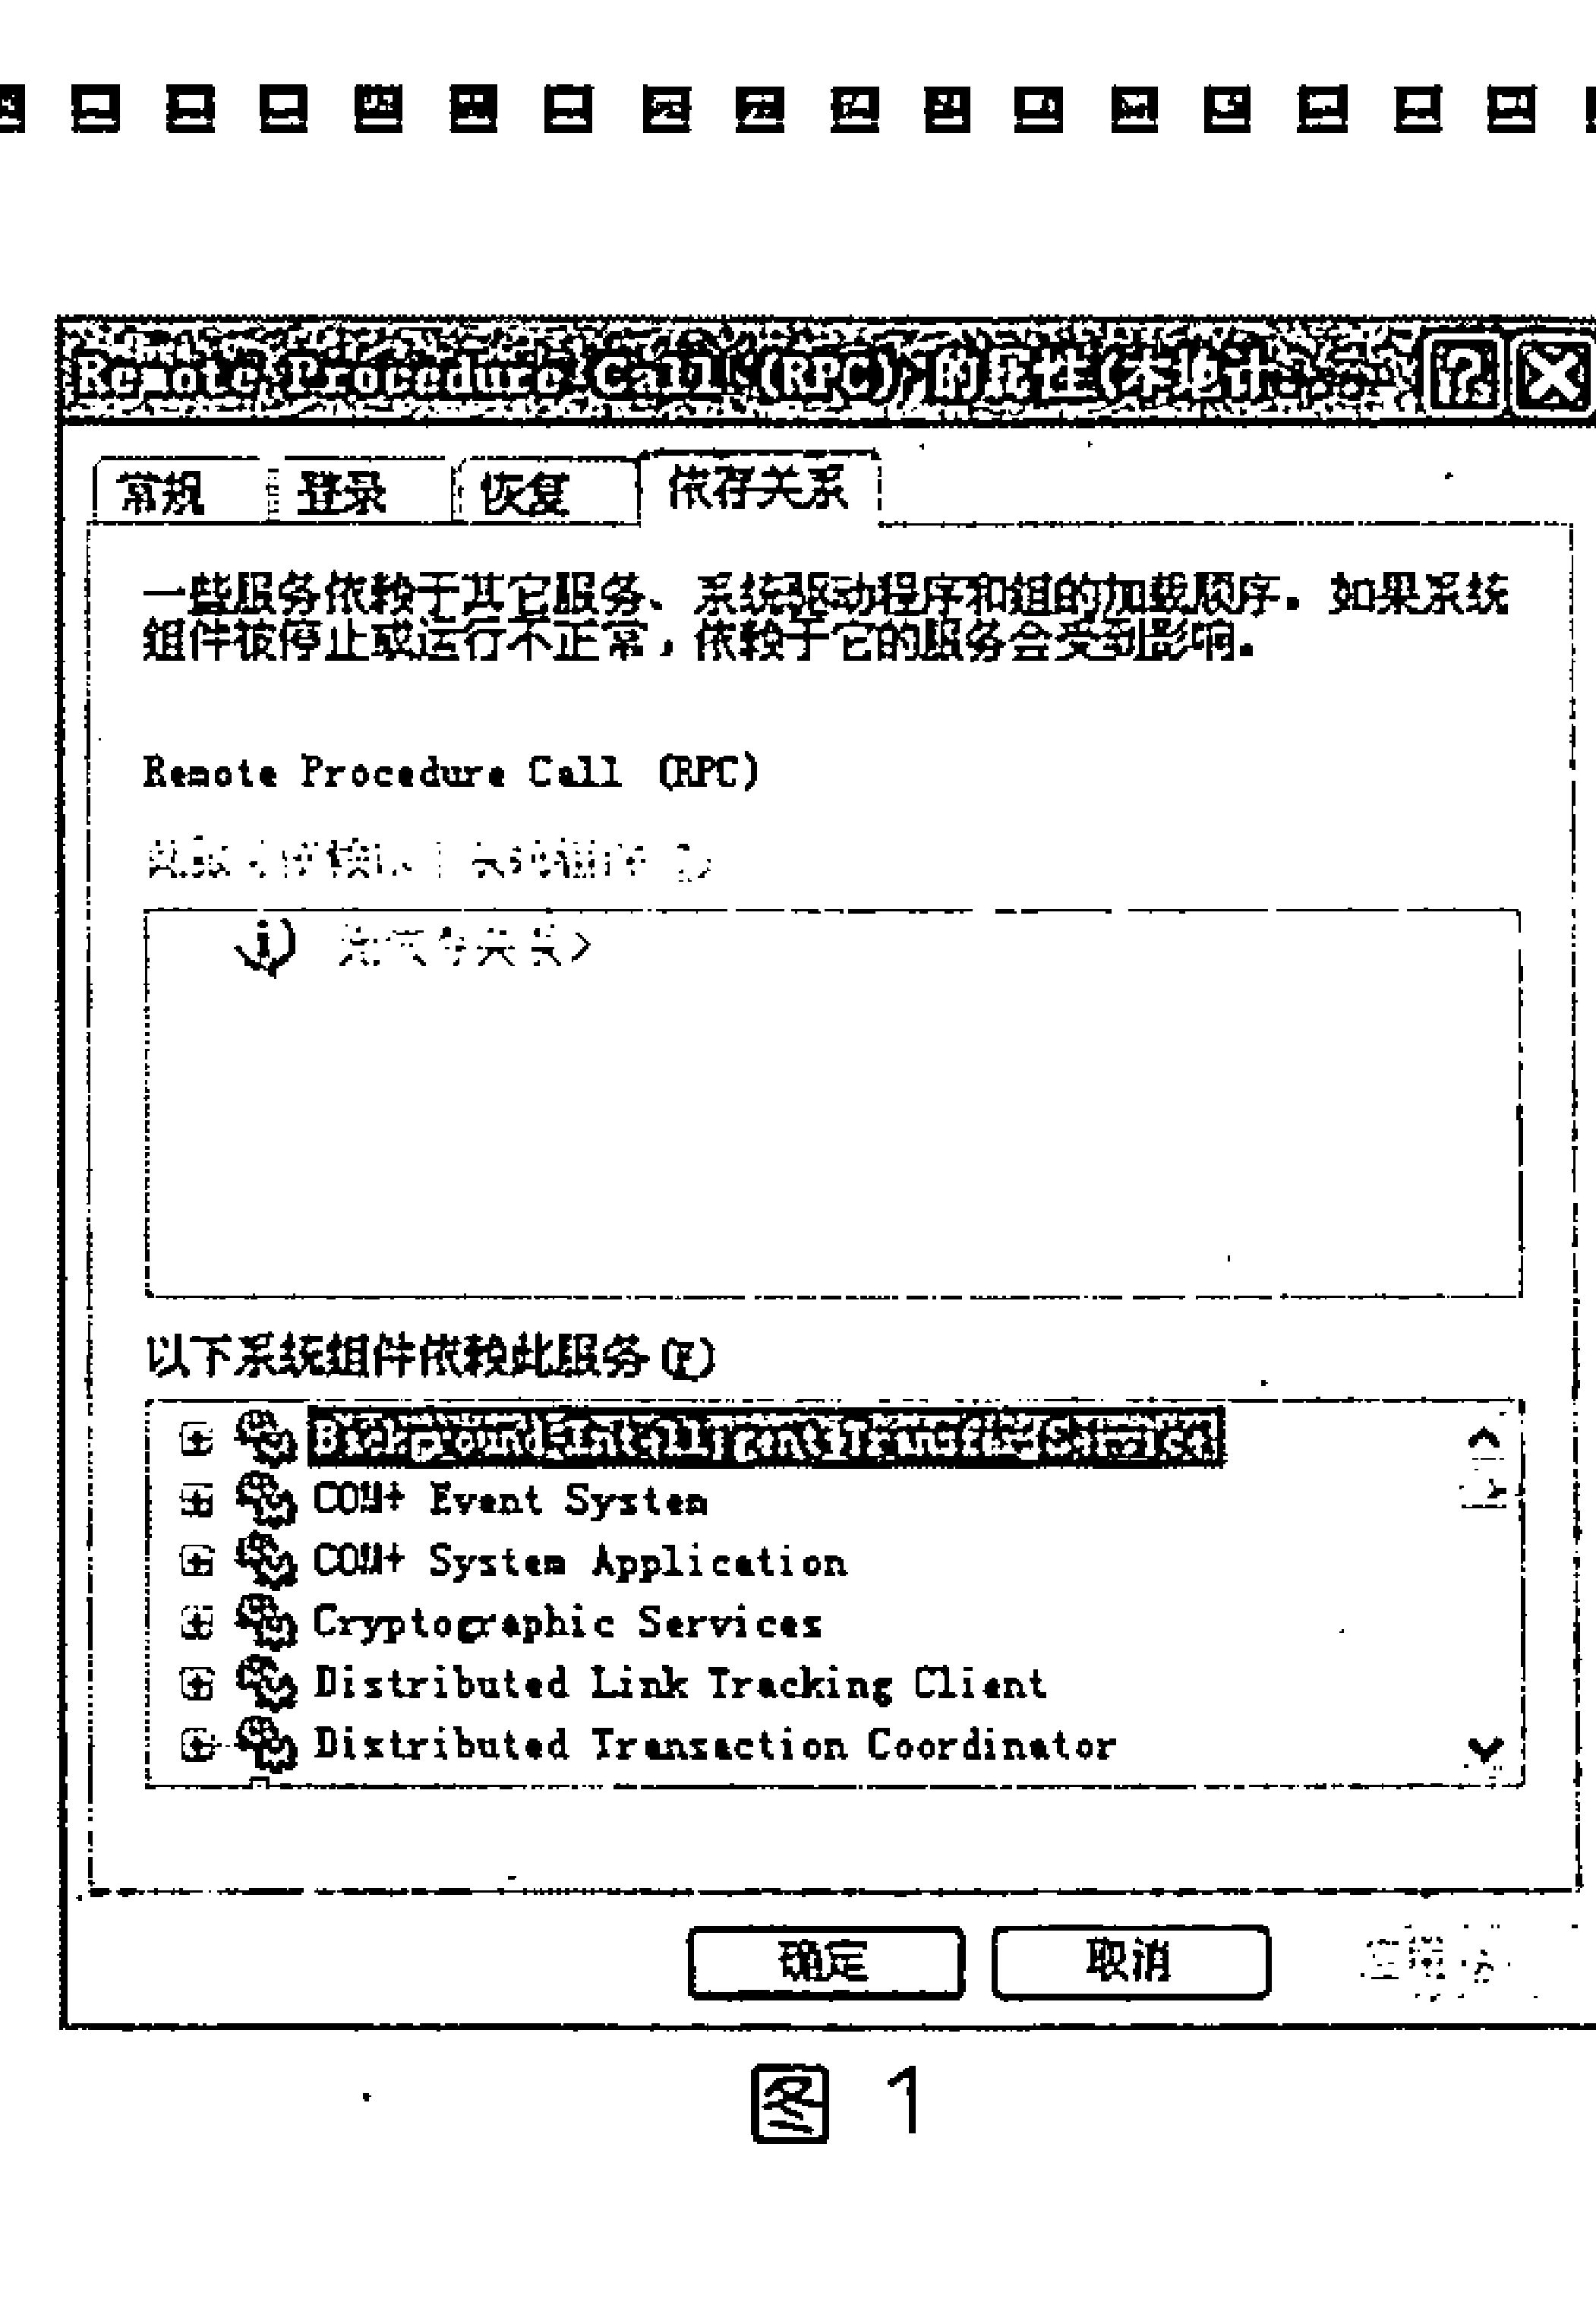 Remote Procedure Call (RPC) 的属性(本地计...
常规 登录 恢复 依存关系
一些服务依赖于其它服务、系统驱动程序和组的加载顺序。如果系统
组件被停止或运行不正常，依赖于它的服务会受到影响。
Remote Procedure Call (RPC)
以下系统组件依赖此服务(F)
Background Intelligent Transfer Service
COM+ Event System
COM+ System Application
Cryptographic Services
Distributed Link Tracking Client
Distributed Transaction Coordinator
确定 取消
图 1